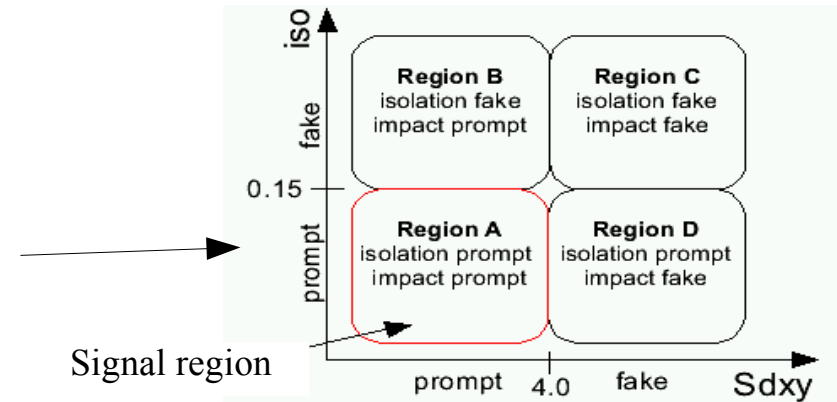 iso
Region B
isolation fake
impact prompt
Region C
isolation fake
impact fake
fake
0.15
Region A
isolation prompt
impact prompt
Region D
isolation prompt
impact fake
prompt
Signal region
prompt
4.0
fake
Sdxy